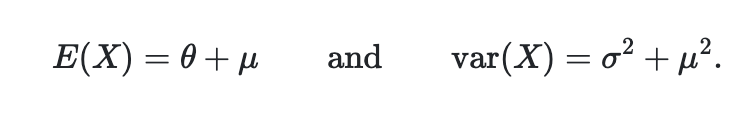 E(X) = θ + μ and var(X) = σ² + μ².